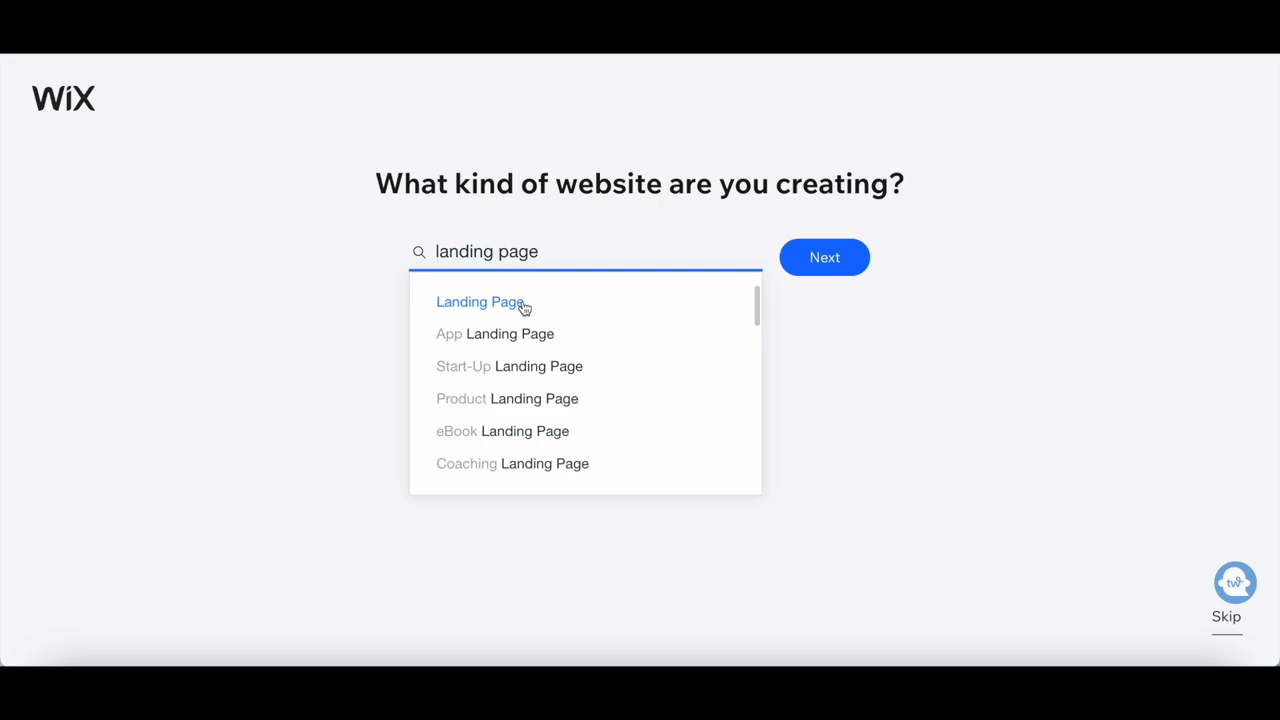 WiX
What kind of website are you creating?
landing page
Next
Landing Page
App Landing Page
Start-Up Landing Page
Product Landing Page
eBook Landing Page
Coaching Landing Page
tw
Skip